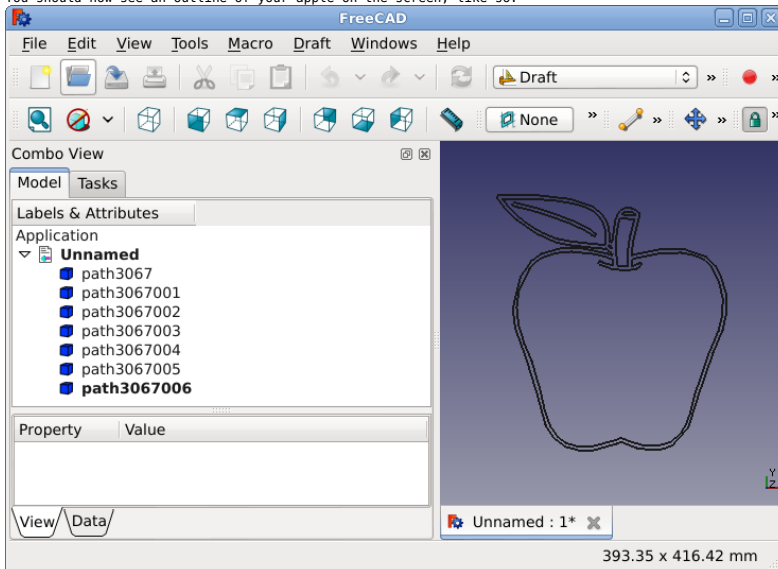 You should now see an outline of your apple on the screen, like so:
FreeCAD
File Edit View Tools Macro Draft Windows Help
Draft
None
Combo View
Model Tasks
Labels & Attributes
Application
Unnamed
path3067
path3067001
path3067002
path3067003
path3067004
path3067005
path3067006
Property Value
View Data
Y
Z
Unnamed : 1*
393.35 x 416.42 mm